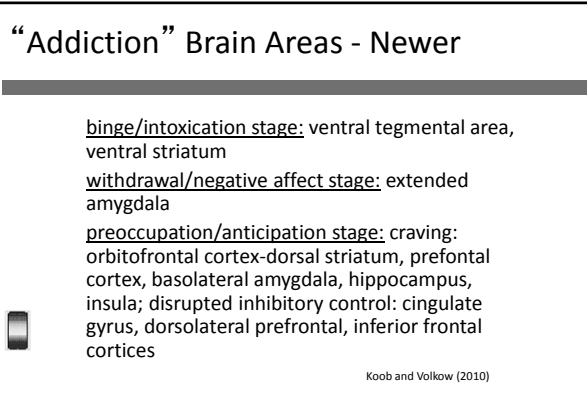 “Addiction” Brain Areas - Newer
binge/intoxication stage: ventral tegmental area,
ventral striatum
withdrawal/negative affect stage: extended
amygdala
preoccupation/anticipation stage: craving:
orbitofrontal cortex-dorsal striatum, prefontal
cortex, basolateral amygdala, hippocampus,
insula; disrupted inhibitory control: cingulate
gyrus, dorsolateral prefrontal, inferior frontal
cortices
Koob and Volkow (2010)